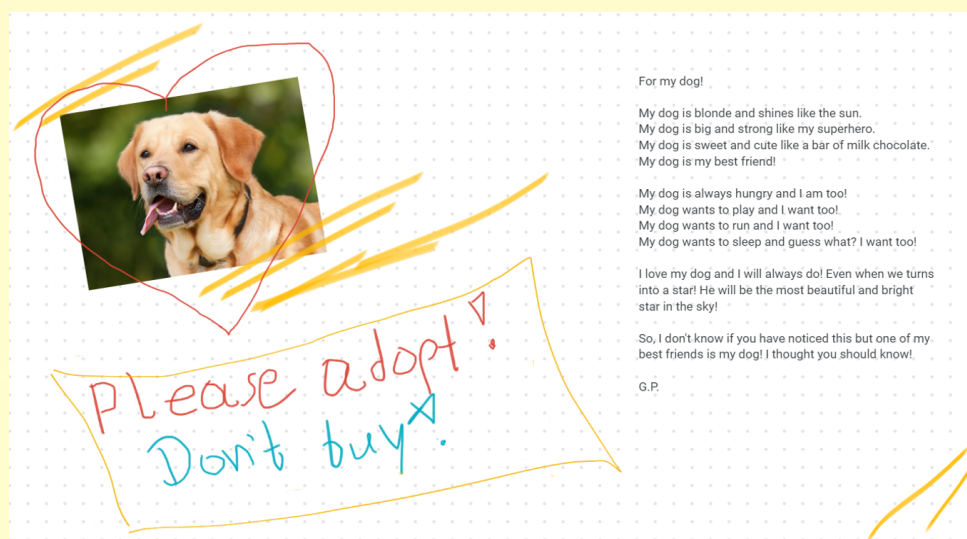 For my dog!
My dog is blonde and shines like the sun.
My dog is big and strong like my superhero.
My dog is sweet and cute like a bar of milk chocolate.
My dog is my best friend!
My dog is always hungry and I am too!
My dog wants to play and I want too!
My dog wants to run and I want too!
My dog wants to sleep and guess what? I want too!
I love my dog and I will always do! Even when we turns
into a star! He will be the most beautiful and bright
star in the sky!
So, I don't know if you have noticed this but one of my
best friends is my dog! I thought you should know!
G.P.
Please adopt!
Don't buy!